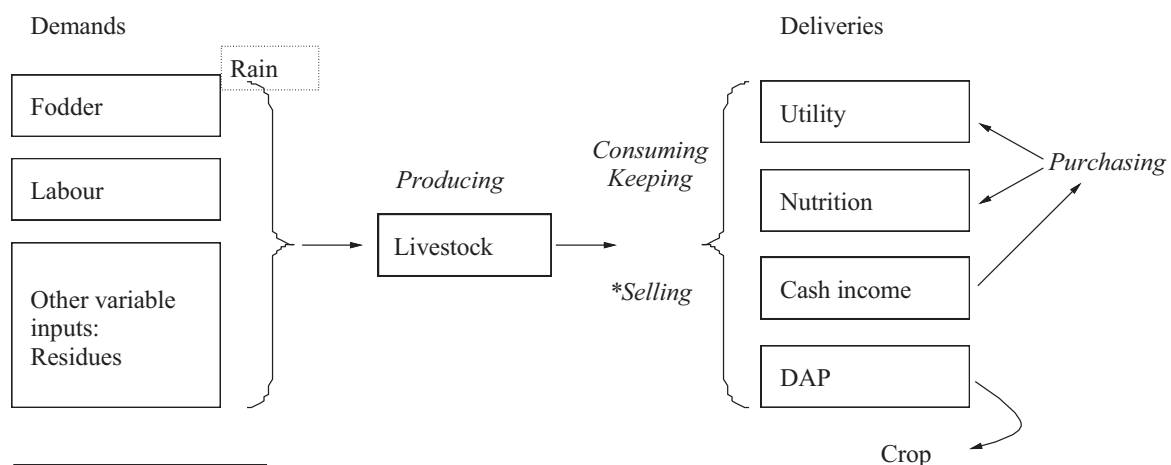 Demands
Deliveries
Rain
Fodder
Labour
Other variable
inputs:
Residues
Producing
Livestock
Consuming
Keeping
*Selling
Utility
Nutrition
Cash income
DAP
Purchasing
Crop